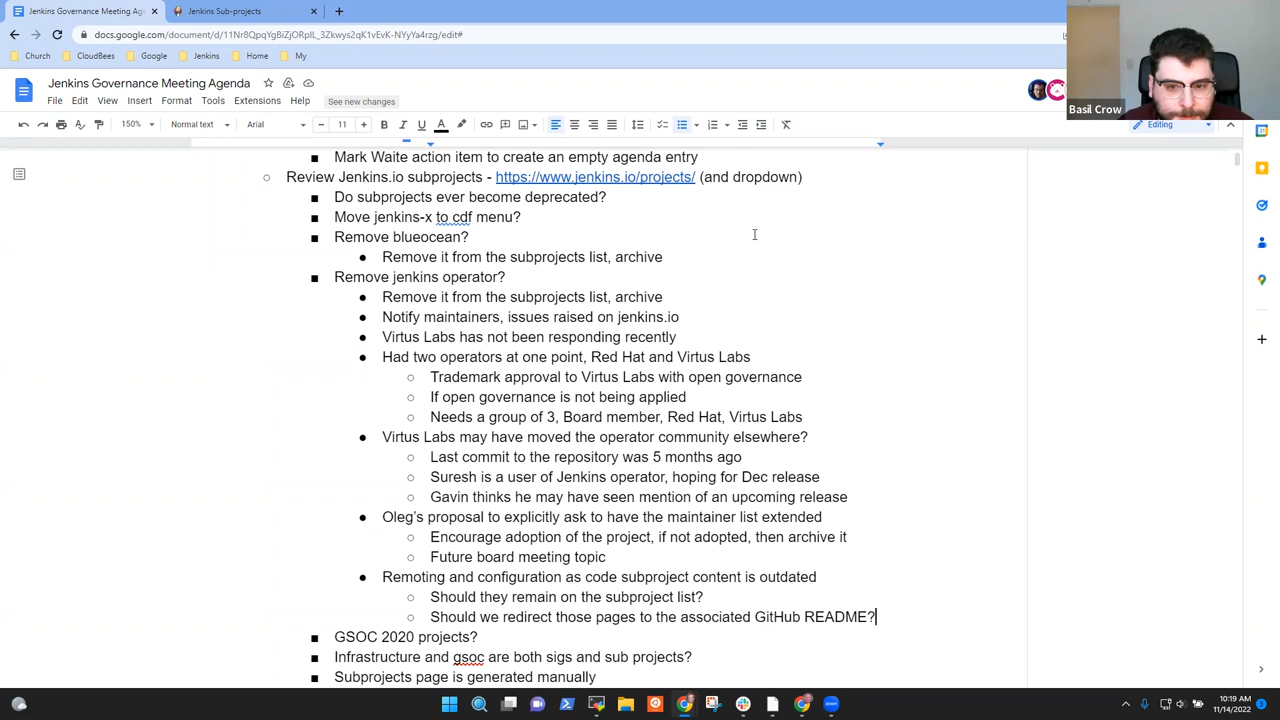 Jenkins Governance Meeting Age
Jenkins Sub-projects
docs.google.com/document/d/11Nr8QpqYgBiZjORpIL_3Zkwys2qK1vEvK-NYyYa4rzg/edit#
Church
CloudBees
Google
Jenkins
Home
My
Jenkins Governance Meeting Agenda
File Edit View Insert Format Tools Extensions Help See new changes
Basil Crow
150% Normal text Arial 11 B I U A Editing
Mark Waite action item to create an empty agenda entry
Review Jenkins.io subprojects - https://www.jenkins.io/projects/ (and dropdown)
Do subprojects ever become deprecated?
Move jenkins-x to cdf menu?
Remove blueocean?
Remove it from the subprojects list, archive
Remove jenkins operator?
Remove it from the subprojects list, archive
Notify maintainers, issues raised on jenkins.io
Virtus Labs has not been responding recently
Had two operators at one point, Red Hat and Virtus Labs
Trademark approval to Virtus Labs with open governance
If open governance is not being applied
Needs a group of 3, Board member, Red Hat, Virtus Labs
Virtus Labs may have moved the operator community elsewhere?
Last commit to the repository was 5 months ago
Suresh is a user of Jenkins operator, hoping for Dec release
Gavin thinks he may have seen mention of an upcoming release
Oleg’s proposal to explicitly ask to have the maintainer list extended
Encourage adoption of the project, if not adopted, then archive it
Future board meeting topic
Remoting and configuration as code subproject content is outdated
Should they remain on the subproject list?
Should we redirect those pages to the associated GitHub README?
GSOC 2020 projects?
Infrastructure and gsoc are both sigs and sub projects?
Subprojects page is generated manually
10:19 AM
11/14/2022